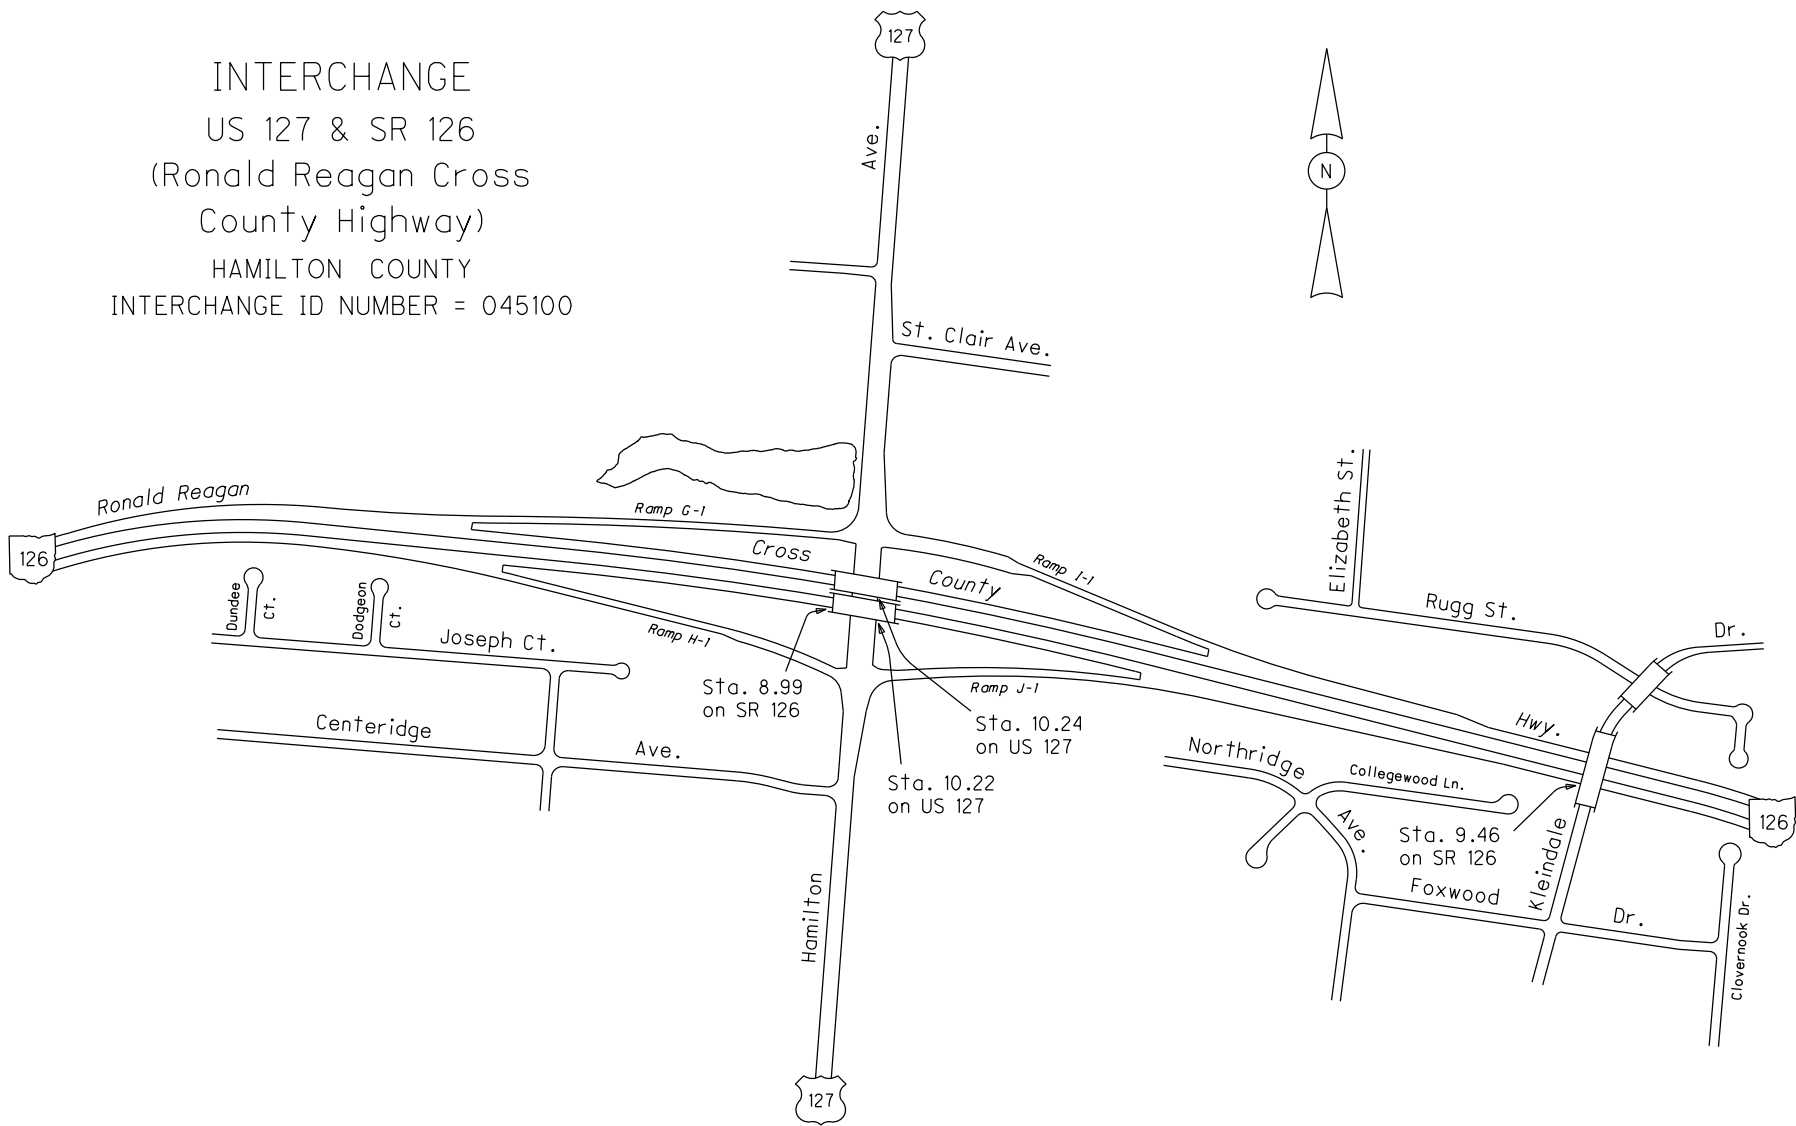 127
INTERCHANGE
US 127 & SR 126
(Ronald Reagan Cross
County Highway)
HAMILTON COUNTY
INTERCHANGE ID NUMBER = 045100
Ave.
N
St. Clair Ave.
Ronald Reagan
Ramp G-1
Cross
County
Ramp I-1
126
Elizabeth St.
Rugg St.
Dr.
Dundee
Ct.
Dodgeon
Ct.
Joseph Ct.
Ramp H-1
Sta. 8.99
on SR 126
Ramp J-1
Sta. 10.24
on US 127
Sta. 10.22
on US 127
Centeridge
Ave.
Hwy.
Northridge
Ave.
Collegewood Ln.
Sta. 9.46
on SR 126
126
Kleindale
Foxwood
Dr.
Clovernook Dr.
Hamilton
127